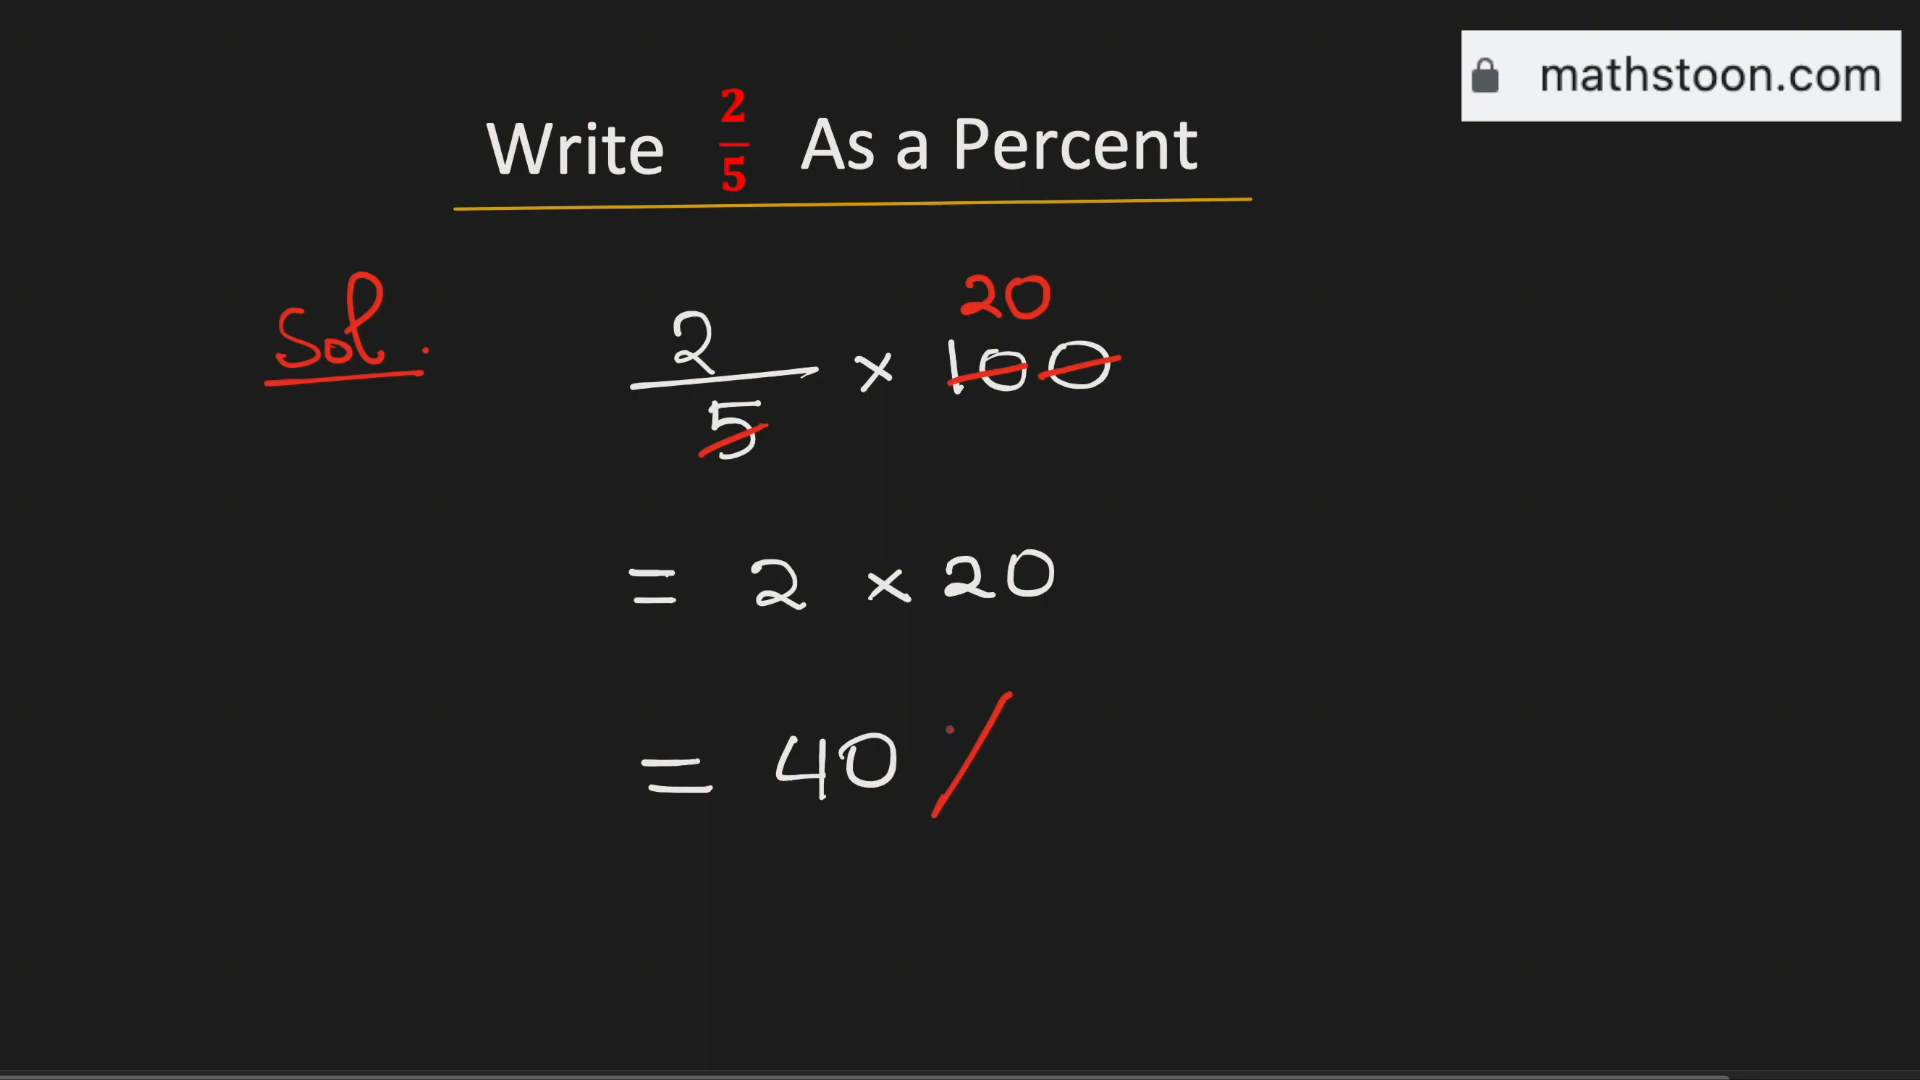 mathstoon.com
Write 2/5 As a Percent
Sol.
20
2/5 × 100
= 2 × 20
= 40 /